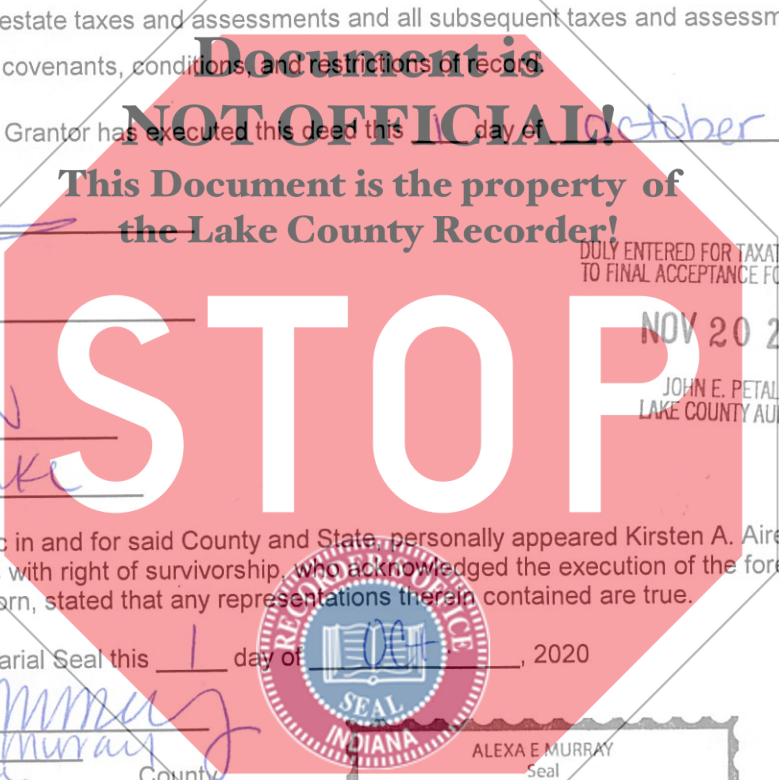 estate taxes and assessments and all subsequent taxes and assessm
Document is
covenants, conditions, and restrictions of record.
NOT OFFICIAL!
Grantor has executed this deed this 1 day of October
This Document is the property of
the Lake County Recorder!
DULY ENTERED FOR TAXAT
TO FINAL ACCEPTANCE FO
STOP
NOV 20 2
JOHN E. PETAL
LAKE COUNTY AU
c in and for said County and State, personally appeared Kirsten A. Aire
with right of survivorship, who acknowledged the execution of the fore
orn, stated that any representations therein contained are true.
RECORDER'S OFFICE
SEAL
INDIANA
arial Seal this 1 day of Oct, 2020
Murray
County
ALEXA E MURRAY
Seal